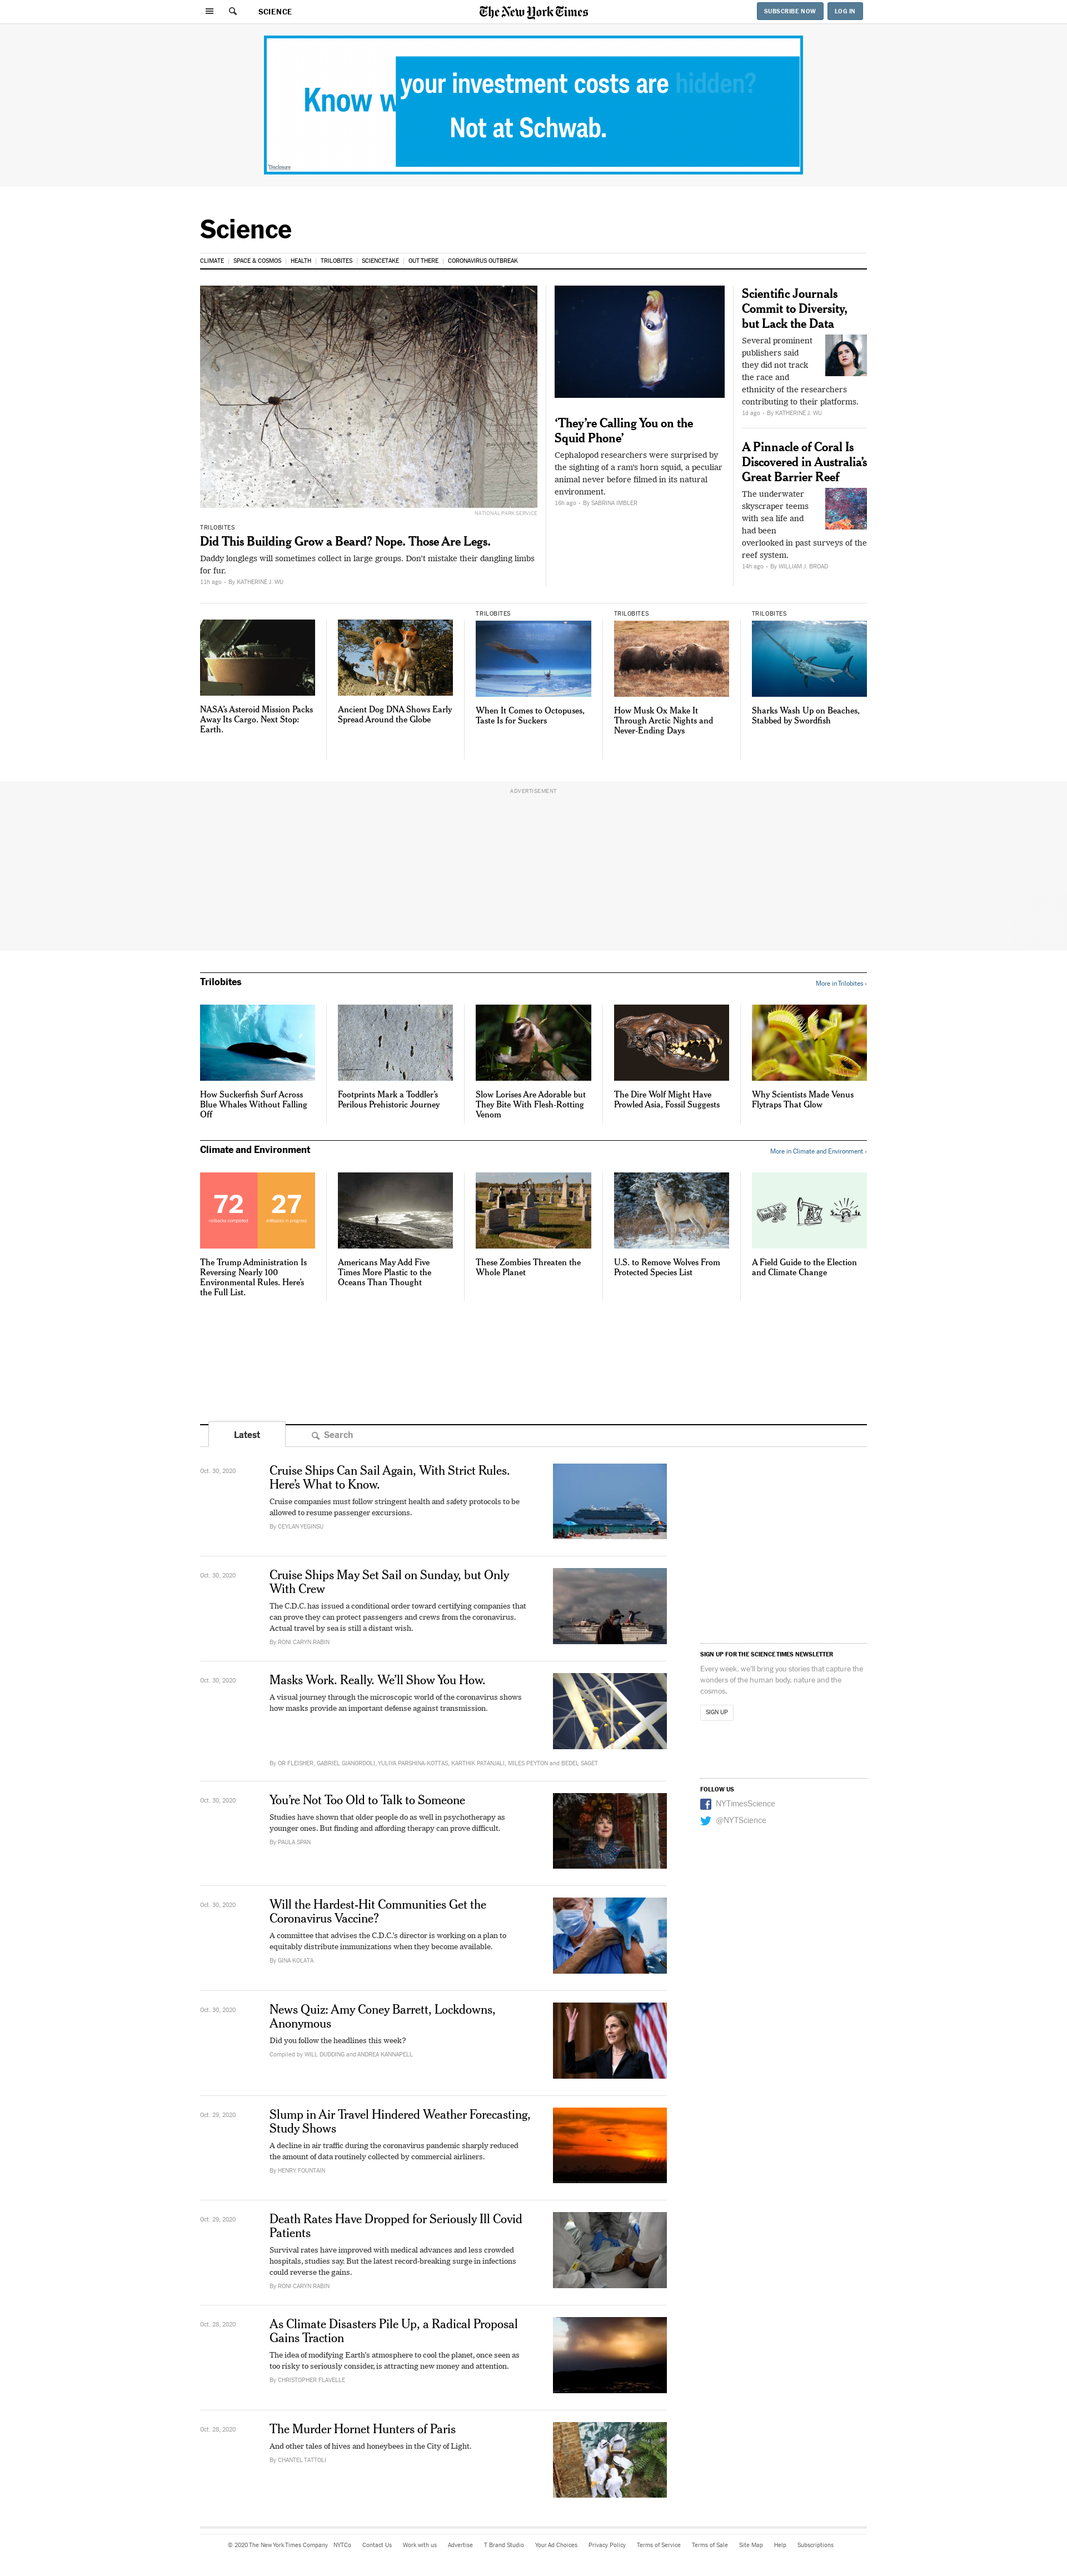 SCIENCE
The New York Times
SUBSCRIBE NOW
LOG IN
Know w
your investment costs are hidden?
Not at Schwab.
Disclosure
Science
CLIMATE | SPACE & COSMOS | HEALTH | TRILOBITES | SCIENCETAKE | OUT THERE | CORONAVIRUS OUTBREAK
NATIONAL PARK SERVICE
TRILOBITES
Did This Building Grow a Beard? Nope. Those Are Legs.
Daddy longlegs will sometimes collect in large groups. Don't mistake their dangling limbs
for fur.
11h ago • By KATHERINE J. WU
‘They’re Calling You on the
Squid Phone’
Cephalopod researchers were surprised by
the sighting of a ram's horn squid, a peculiar
animal never before filmed in its natural
environment.
16h ago • By SABRINA IMBLER
Scientific Journals
Commit to Diversity,
but Lack the Data
Several prominent
publishers said
they did not track
the race and
ethnicity of the researchers
contributing to their platforms.
1d ago • By KATHERINE J. WU
A Pinnacle of Coral Is
Discovered in Australia’s
Great Barrier Reef
The underwater
skyscraper teems
with sea life and
had been
overlooked in past surveys of the
reef system.
14h ago • By WILLIAM J. BROAD
NASA’s Asteroid Mission Packs
Away Its Cargo. Next Stop:
Earth.
Ancient Dog DNA Shows Early
Spread Around the Globe
TRILOBITES
When It Comes to Octopuses,
Taste Is for Suckers
TRILOBITES
How Musk Ox Make It
Through Arctic Nights and
Never-Ending Days
TRILOBITES
Sharks Wash Up on Beaches,
Stabbed by Swordfish
ADVERTISEMENT
Trilobites
More in Trilobites ›
How Suckerfish Surf Across
Blue Whales Without Falling
Off
Footprints Mark a Toddler’s
Perilous Prehistoric Journey
Slow Lorises Are Adorable but
They Bite With Flesh-Rotting
Venom
The Dire Wolf Might Have
Prowled Asia, Fossil Suggests
Why Scientists Made Venus
Flytraps That Glow
Climate and Environment
More in Climate and Environment ›
72
rollbacks completed
27
rollbacks in progress
The Trump Administration Is
Reversing Nearly 100
Environmental Rules. Here’s
the Full List.
Americans May Add Five
Times More Plastic to the
Oceans Than Thought
These Zombies Threaten the
Whole Planet
U.S. to Remove Wolves From
Protected Species List
A Field Guide to the Election
and Climate Change
Latest
Search
Oct. 30, 2020
Cruise Ships Can Sail Again, With Strict Rules.
Here’s What to Know.
Cruise companies must follow stringent health and safety protocols to be
allowed to resume passenger excursions.
By CEYLAN YEGINSU
Oct. 30, 2020
Cruise Ships May Set Sail on Sunday, but Only
With Crew
The C.D.C. has issued a conditional order toward certifying companies that
can prove they can protect passengers and crews from the coronavirus.
Actual travel by sea is still a distant wish.
By RONI CARYN RABIN
Oct. 30, 2020
Masks Work. Really. We’ll Show You How.
A visual journey through the microscopic world of the coronavirus shows
how masks provide an important defense against transmission.
By OR FLEISHER, GABRIEL GIANORDOLI, YULIYA PARSHINA-KOTTAS, KARTHIK PATANJALI, MILES PEYTON and BEDEL SAGET
Oct. 30, 2020
You’re Not Too Old to Talk to Someone
Studies have shown that older people do as well in psychotherapy as
younger ones. But finding and affording therapy can prove difficult.
By PAULA SPAN
Oct. 30, 2020
Will the Hardest-Hit Communities Get the
Coronavirus Vaccine?
A committee that advises the C.D.C.’s director is working on a plan to
equitably distribute immunizations when they become available.
By GINA KOLATA
Oct. 30, 2020
News Quiz: Amy Coney Barrett, Lockdowns,
Anonymous
Did you follow the headlines this week?
Compiled by WILL DUDDING and ANDREA KANNAPELL
Oct. 29, 2020
Slump in Air Travel Hindered Weather Forecasting,
Study Shows
A decline in air traffic during the coronavirus pandemic sharply reduced
the amount of data routinely collected by commercial airliners.
By HENRY FOUNTAIN
Oct. 29, 2020
Death Rates Have Dropped for Seriously Ill Covid
Patients
Survival rates have improved with medical advances and less crowded
hospitals, studies say. But the latest record-breaking surge in infections
could reverse the gains.
By RONI CARYN RABIN
Oct. 28, 2020
As Climate Disasters Pile Up, a Radical Proposal
Gains Traction
The idea of modifying Earth’s atmosphere to cool the planet, once seen as
too risky to seriously consider, is attracting new money and attention.
By CHRISTOPHER FLAVELLE
Oct. 28, 2020
The Murder Hornet Hunters of Paris
And other tales of hives and honeybees in the City of Light.
By CHANTEL TATTOLI
SIGN UP FOR THE SCIENCE TIMES NEWSLETTER
Every week, we'll bring you stories that capture the
wonders of the human body, nature and the
cosmos.
SIGN UP
FOLLOW US
NYTimesScience
@NYTScience
© 2020 The New York Times Company NYTCo Contact Us Work with us Advertise T Brand Studio Your Ad Choices Privacy Policy Terms of Service Terms of Sale Site Map Help Subscriptions